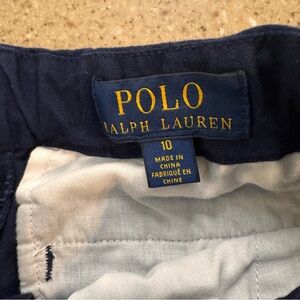 POLO
RALPH LAUREN
10
MADE IN
CHINA
FABRIQUÉ EN
CHINE